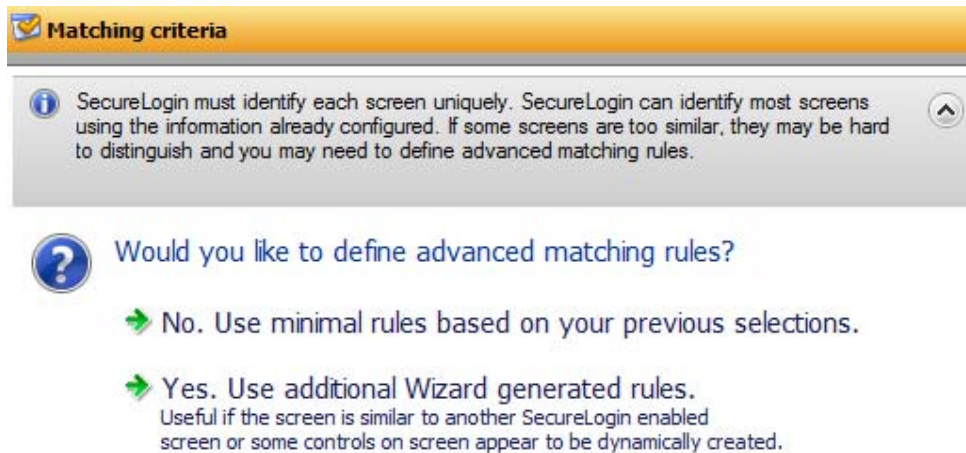 Matching criteria
SecureLogin must identify each screen uniquely. SecureLogin can identify most screens
using the information already configured. If some screens are too similar, they may be hard
to distinguish and you may need to define advanced matching rules.
Would you like to define advanced matching rules?
No. Use minimal rules based on your previous selections.
Yes. Use additional Wizard generated rules.
Useful if the screen is similar to another SecureLogin enabled
screen or some controls on screen appear to be dynamically created.